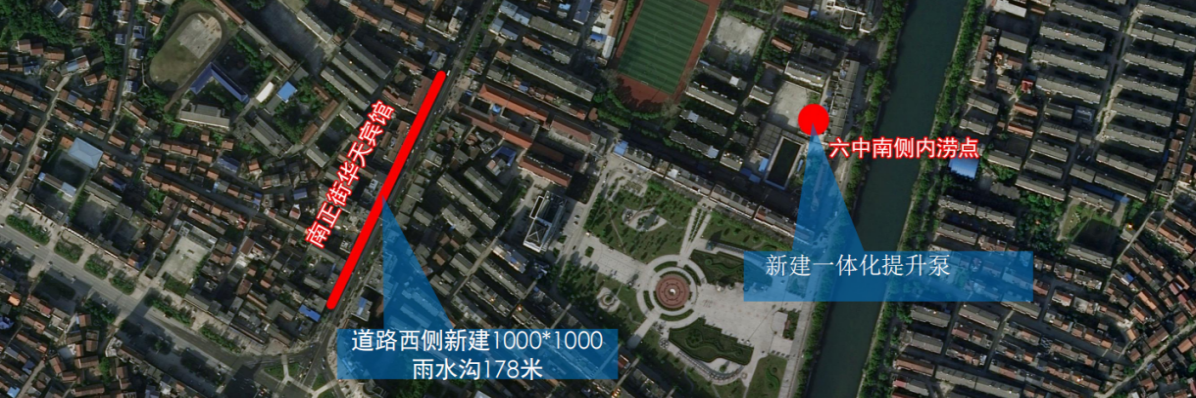 南正街华天宾馆
六中南侧内涝点
新建一体化提升泵
道路西侧新建1000*1000
雨水沟178米